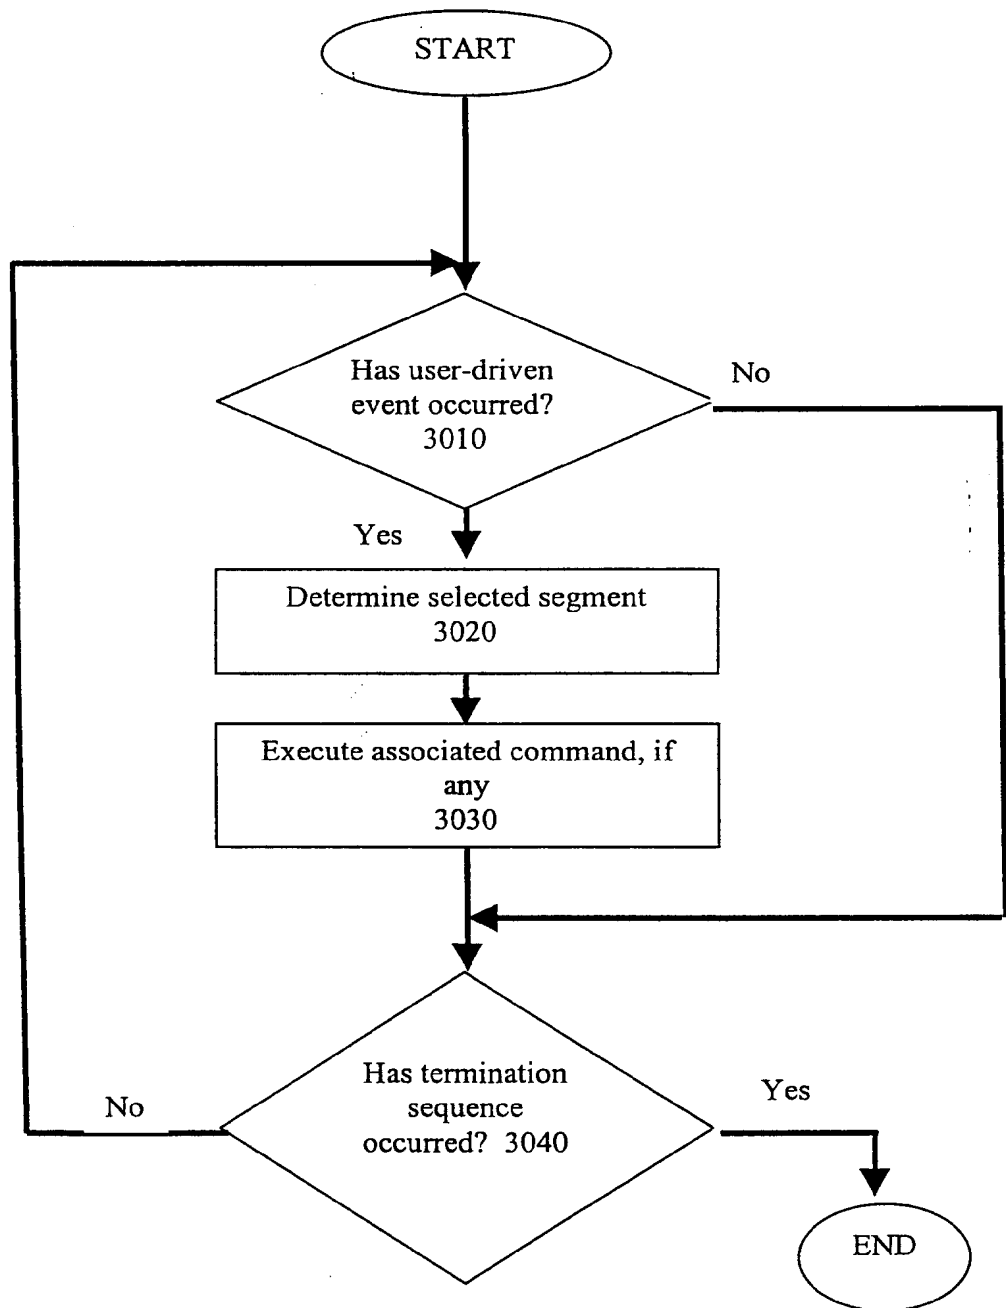 START
Has user-driven
event occurred?
3010
No
Yes
Determine selected segment
3020
Execute associated command, if
any
3030
Has termination
sequence
occurred? 3040
No
Yes
END